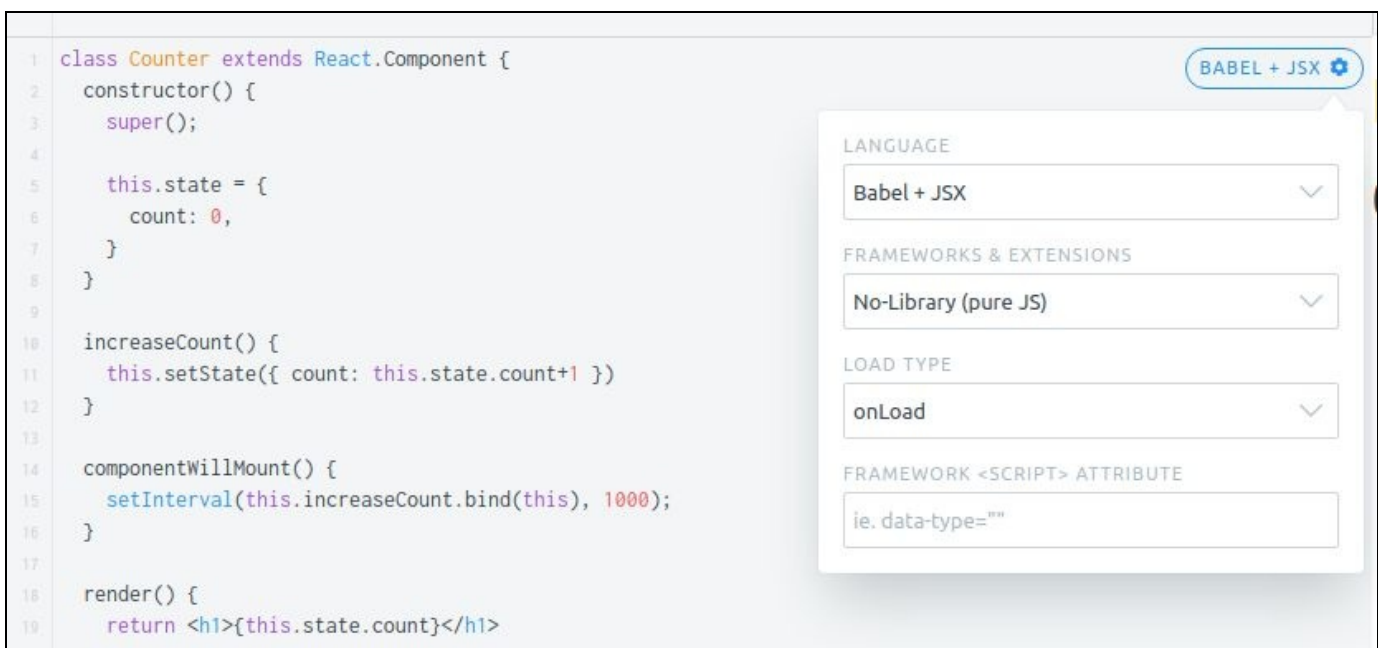 1 class Counter extends React.Component {
2 constructor() {
3 super();
4
5 this.state = {
6 count: 0,
7 }
8 }
9
10 increaseCount() {
11 this.setState({ count: this.state.count+1 })
12 }
13
14 componentWillMount() {
15 setInterval(this.increaseCount.bind(this), 1000);
16 }
17
18 render() {
19 return <h1>{this.state.count}</h1>
BABEL + JSX
LANGUAGE
Babel + JSX
FRAMEWORKS & EXTENSIONS
No-Library (pure JS)
LOAD TYPE
onLoad
FRAMEWORK <SCRIPT> ATTRIBUTE
ie. data-type=""